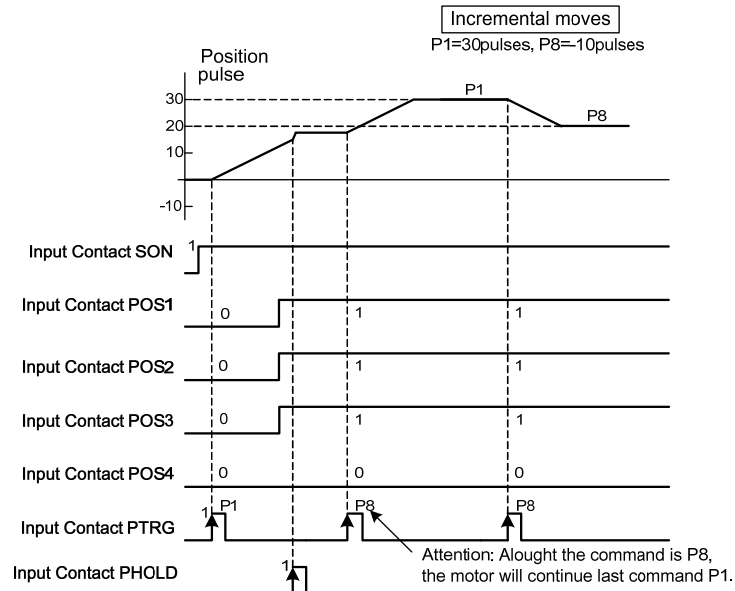 Incremental moves
P1=30pulses, P8=-10pulses
Position
pulse
30
P1
20
P8
10
-10
Input Contact SON
1
Input Contact POS1
0
1
1
Input Contact POS2
0
1
1
Input Contact POS3
0
1
1
Input Contact POS4
0
0
0
Input Contact PTRG
1
P1
P8
P8
Attention: Alought the command is P8,
the motor will continue last command P1.
Input Contact PHOLD
1